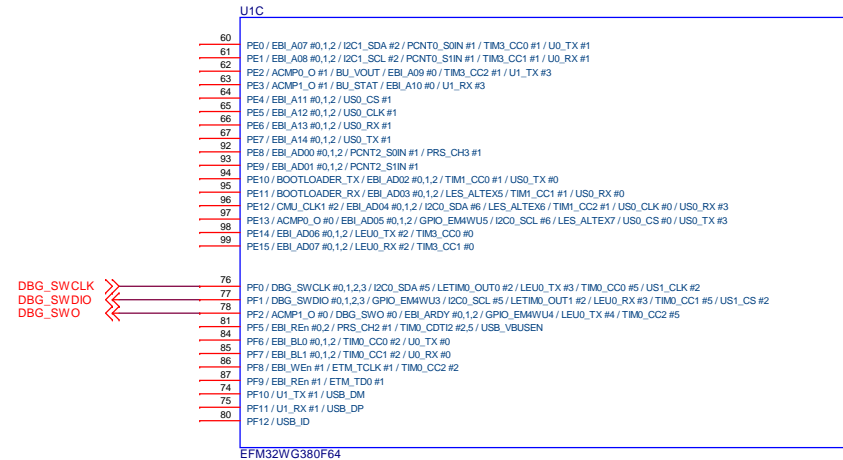 U1C
60 PE0 / EBI_A07 #0,1,2 / I2C1_SDA #2 / PCNT0_S0IN #1 / TIM3_CC0 #1 / U0_TX #1
61 PE1 / EBI_A08 #0,1,2 / I2C1_SCL #2 / PCNT0_S1IN #1 / TIM3_CC1 #1 / U0_RX #1
62 PE2 / ACMP0_O #1 / BU_VOUT / EBI_A09 #0 / TIM3_CC2 #1 / U1_TX #3
63 PE3 / ACMP1_O #1 / BU_STAT / EBI_A10 #0 / U1_RX #3
64 PE4 / EBI_A11 #0,1,2 / US0_CS #1
65 PE5 / EBI_A12 #0,1,2 / US0_CLK #1
66 PE6 / EBI_A13 #0,1,2 / US0_RX #1
67 PE7 / EBI_A14 #0,1,2 / US0_TX #1
92 PE8 / EBI_AD00 #0,1,2 / PCNT2_S0IN #1 / PRS_CH3 #1
93 PE9 / EBI_AD01 #0,1,2 / PCNT2_S1IN #1
94 PE10 / BOOTLOADER_TX / EBI_AD02 #0,1,2 / TIM1_CC0 #1 / US0_TX #0
95 PE11 / BOOTLOADER_RX / EBI_AD03 #0,1,2 / LES_ALTEX5 / TIM1_CC1 #1 / US0_RX #0
96 PE12 / CMU_CLK1 #2 / EBI_AD04 #0,1,2 / I2C0_SDA #6 / LES_ALTEX6 / TIM1_CC2 #1 / US0_CLK #0 / US0_RX #3
97 PE13 / ACMP0_O #0 / EBI_AD05 #0,1,2 / GPIO_EM4WU5 / I2C0_SCL #6 / LES_ALTEX7 / US0_CS #0 / US0_TX #3
98 PE14 / EBI_AD06 #0,1,2 / LEU0_TX #2 / TIM3_CC0 #0
99 PE15 / EBI_AD07 #0,1,2 / LEU0_RX #2 / TIM3_CC1 #0
DBG_SWCLK 76 PF0 / DBG_SWCLK #0,1,2,3 / I2C0_SDA #5 / LETIM0_OUT0 #2 / LEU0_TX #3 / TIM0_CC0 #5 / US1_CLK #2
DBG_SWDIO 77 PF1 / DBG_SWDIO #0,1,2,3 / GPIO_EM4WU3 / I2C0_SCL #5 / LETIM0_OUT1 #2 / LEU0_RX #3 / TIM0_CC1 #5 / US1_CS #2
DBG_SWO 78 PF2 / ACMP1_O #0 / DBG_SWO #0 / EBI_ARDY #0,1,2 / GPIO_EM4WU4 / LEU0_TX #4 / TIM0_CC2 #5
81 PF5 / EBI_REn #0,2 / PRS_CH2 #1 / TIM0_CDTI2 #2,5 / USB_VBUSEN
84 PF6 / EBI_BL0 #0,1,2 / TIM0_CC0 #2 / U0_TX #0
85 PF7 / EBI_BL1 #0,1,2 / TIM0_CC1 #2 / U0_RX #0
86 PF8 / EBI_WEn #1 / ETM_TCLK #1 / TIM0_CC2 #2
87 PF9 / EBI_REn #1 / ETM_TD0 #1
74 PF10 / U1_TX #1 / USB_DM
75 PF11 / U1_RX #1 / USB_DP
80 PF12 / USB_ID
EFM32WG380F64